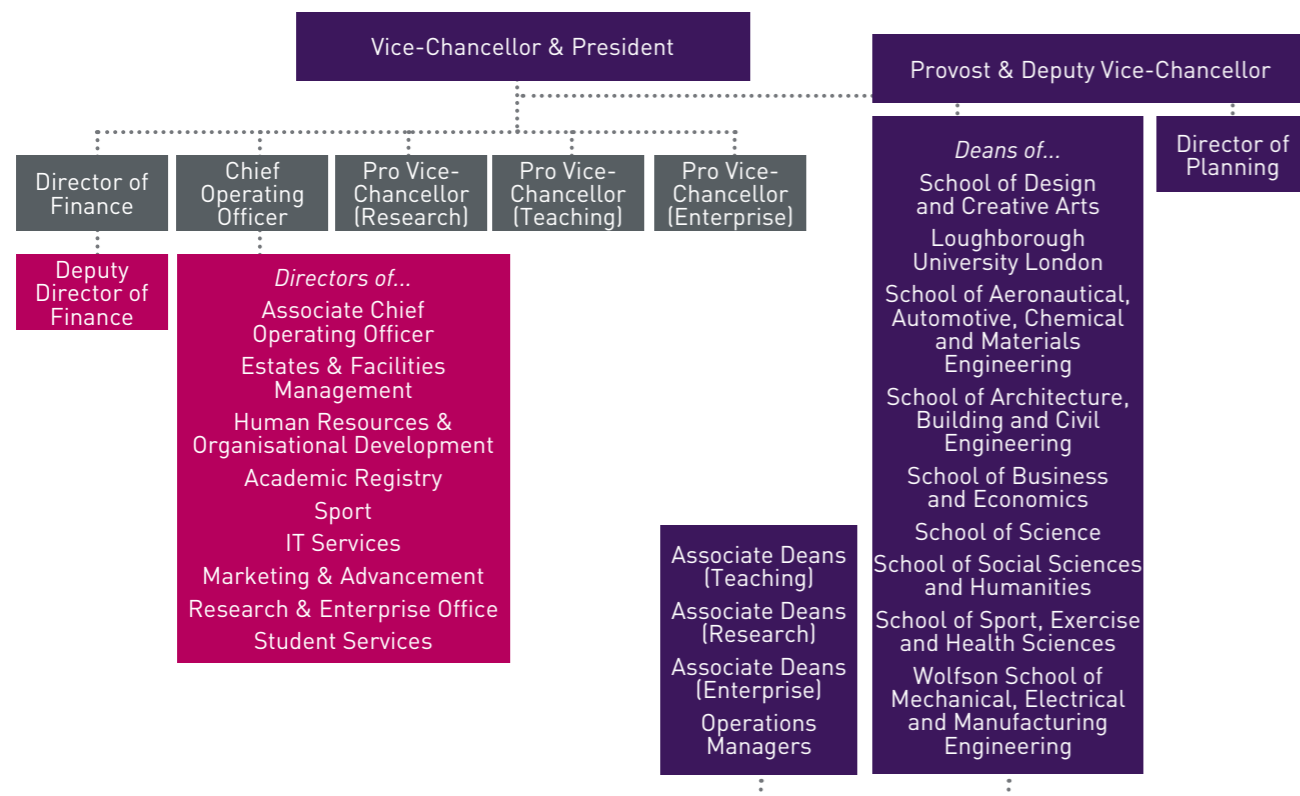 Vice-Chancellor & President
Provost & Deputy Vice-Chancellor
Director of
Finance
Chief
Operating
Officer
Pro Vice-
Chancellor
(Research)
Pro Vice-
Chancellor
(Teaching)
Pro Vice-
Chancellor
(Enterprise)
Director of
Planning
Deputy
Director of
Finance
Directors of...
Associate Chief
Operating Officer
Estates & Facilities
Management
Human Resources &
Organisational Development
Academic Registry
Sport
IT Services
Marketing & Advancement
Research & Enterprise Office
Student Services
Associate Deans
(Teaching)
Associate Deans
(Research)
Associate Deans
(Enterprise)
Operations
Managers
Deans of...
School of Design
and Creative Arts
Loughborough
University London
School of Aeronautical,
Automotive, Chemical
and Materials
Engineering
School of Architecture,
Building and Civil
Engineering
School of Business
and Economics
School of Science
School of Social Sciences
and Humanities
School of Sport, Exercise
and Health Sciences
Wolfson School of
Mechanical, Electrical
and Manufacturing
Engineering